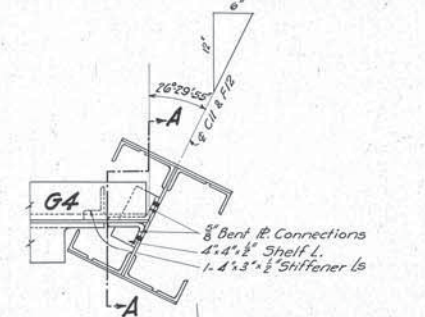 6"
12"
26°29'55"
℄ C11 & F12
A
G4
5/8" Bent ℔. Connections
4"x4"x1/2" Shelf L.
1-4"x3"x1/2" Stiffener Ls
A